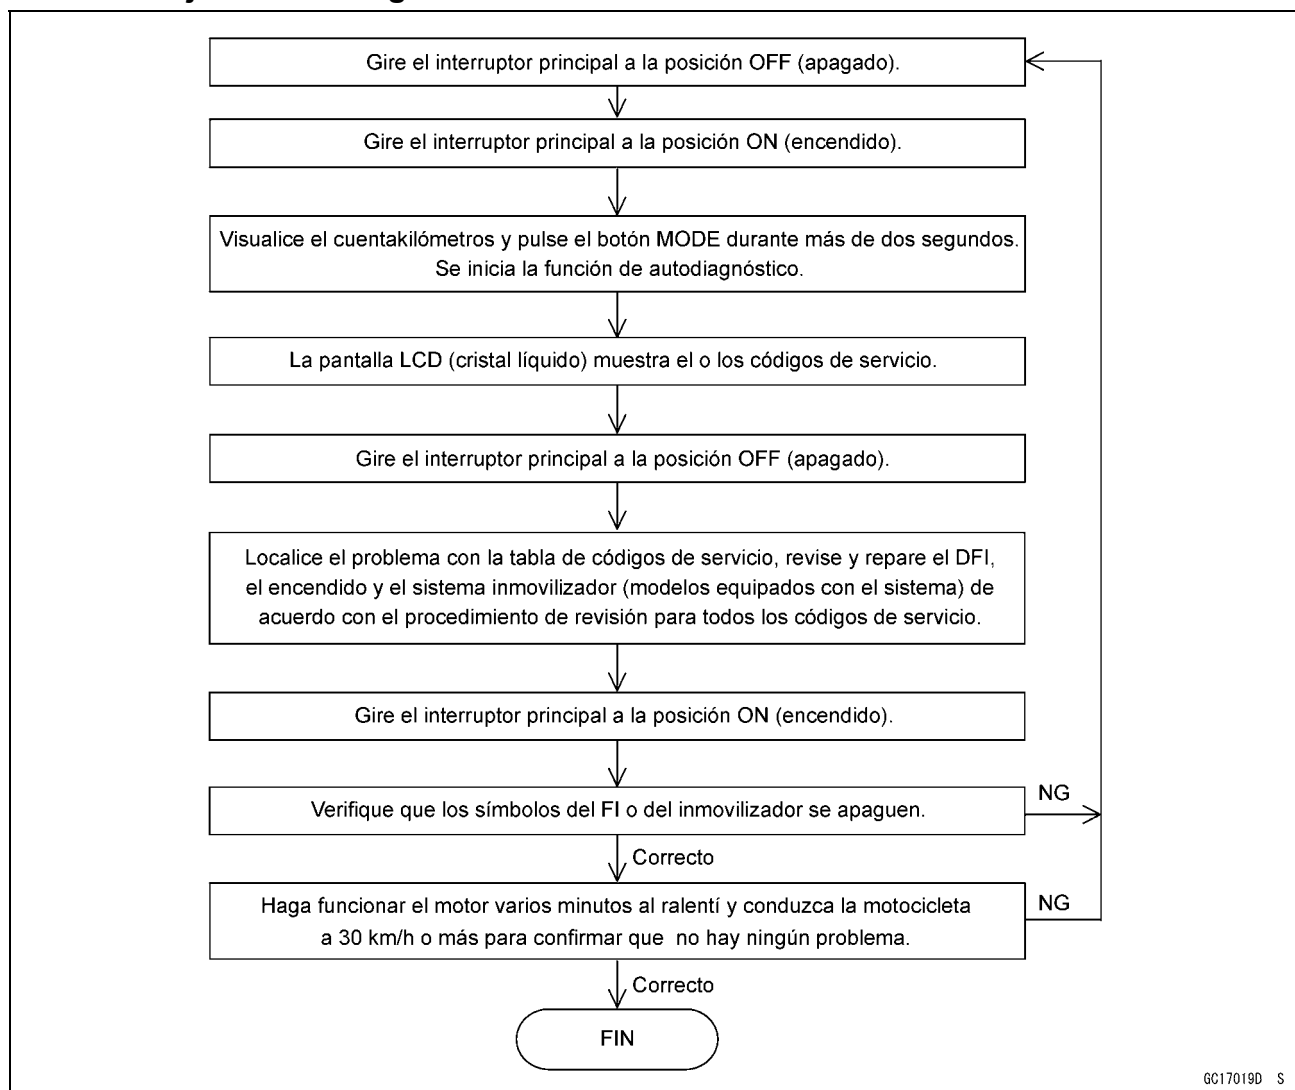 Gire el interruptor principal a la posición OFF (apagado).
Gire el interruptor principal a la posición ON (encendido).
Visualice el cuentakilómetros y pulse el botón MODE durante más de dos segundos.
Se inicia la función de autodiagnóstico.
La pantalla LCD (cristal líquido) muestra el o los códigos de servicio.
Gire el interruptor principal a la posición OFF (apagado).
Localice el problema con la tabla de códigos de servicio, revise y repare el DFI,
el encendido y el sistema inmovilizador (modelos equipados con el sistema) de
acuerdo con el procedimiento de revisión para todos los códigos de servicio.
Gire el interruptor principal a la posición ON (encendido).
Verifique que los símbolos del FI o del inmovilizador se apaguen.
NG
Correcto
Haga funcionar el motor varios minutos al ralentí y conduzca la motocicleta
a 30 km/h o más para confirmar que no hay ningún problema.
NG
Correcto
FIN
GC17019D S